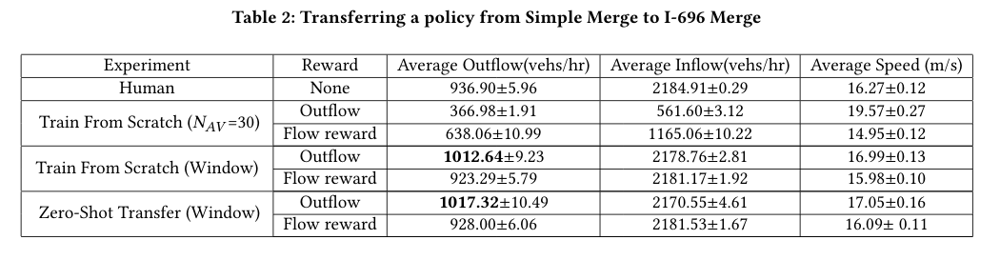 Table 2: Transferring a policy from Simple Merge to I-696 Merge
Experiment Reward Average Outflow(vehs/hr) Average Inflow(vehs/hr) Average Speed (m/s)
Human None 936.90±5.96 2184.91±0.29 16.27±0.12
Train From Scratch (N_AV=30) Outflow 366.98±1.91 561.60±3.12 19.57±0.27
Flow reward 638.06±10.99 1165.06±10.22 14.95±0.12
Train From Scratch (Window) Outflow 1012.64±9.23 2178.76±2.81 16.99±0.13
Flow reward 923.29±5.79 2181.17±1.92 15.98±0.10
Zero-Shot Transfer (Window) Outflow 1017.32±10.49 2170.55±4.61 17.05±0.16
Flow reward 928.00±6.06 2181.53±1.67 16.09± 0.11